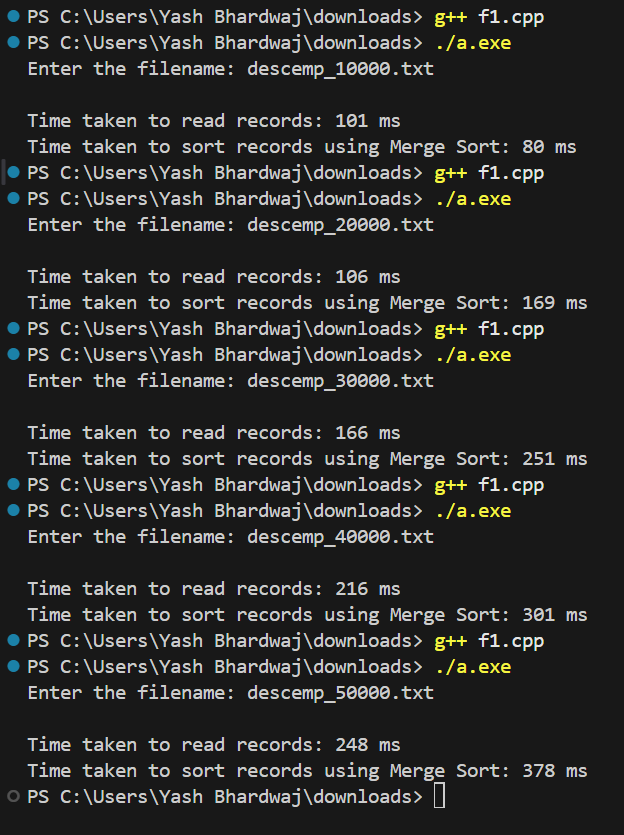 PS C:\Users\Yash Bhardwaj\downloads> g++ f1.cpp
PS C:\Users\Yash Bhardwaj\downloads> ./a.exe
Enter the filename: descemp_10000.txt
Time taken to read records: 101 ms
Time taken to sort records using Merge Sort: 80 ms
PS C:\Users\Yash Bhardwaj\downloads> g++ f1.cpp
PS C:\Users\Yash Bhardwaj\downloads> ./a.exe
Enter the filename: descemp_20000.txt
Time taken to read records: 106 ms
Time taken to sort records using Merge Sort: 169 ms
PS C:\Users\Yash Bhardwaj\downloads> g++ f1.cpp
PS C:\Users\Yash Bhardwaj\downloads> ./a.exe
Enter the filename: descemp_30000.txt
Time taken to read records: 166 ms
Time taken to sort records using Merge Sort: 251 ms
PS C:\Users\Yash Bhardwaj\downloads> g++ f1.cpp
PS C:\Users\Yash Bhardwaj\downloads> ./a.exe
Enter the filename: descemp_40000.txt
Time taken to read records: 216 ms
Time taken to sort records using Merge Sort: 301 ms
PS C:\Users\Yash Bhardwaj\downloads> g++ f1.cpp
PS C:\Users\Yash Bhardwaj\downloads> ./a.exe
Enter the filename: descemp_50000.txt
Time taken to read records: 248 ms
Time taken to sort records using Merge Sort: 378 ms
PS C:\Users\Yash Bhardwaj\downloads>